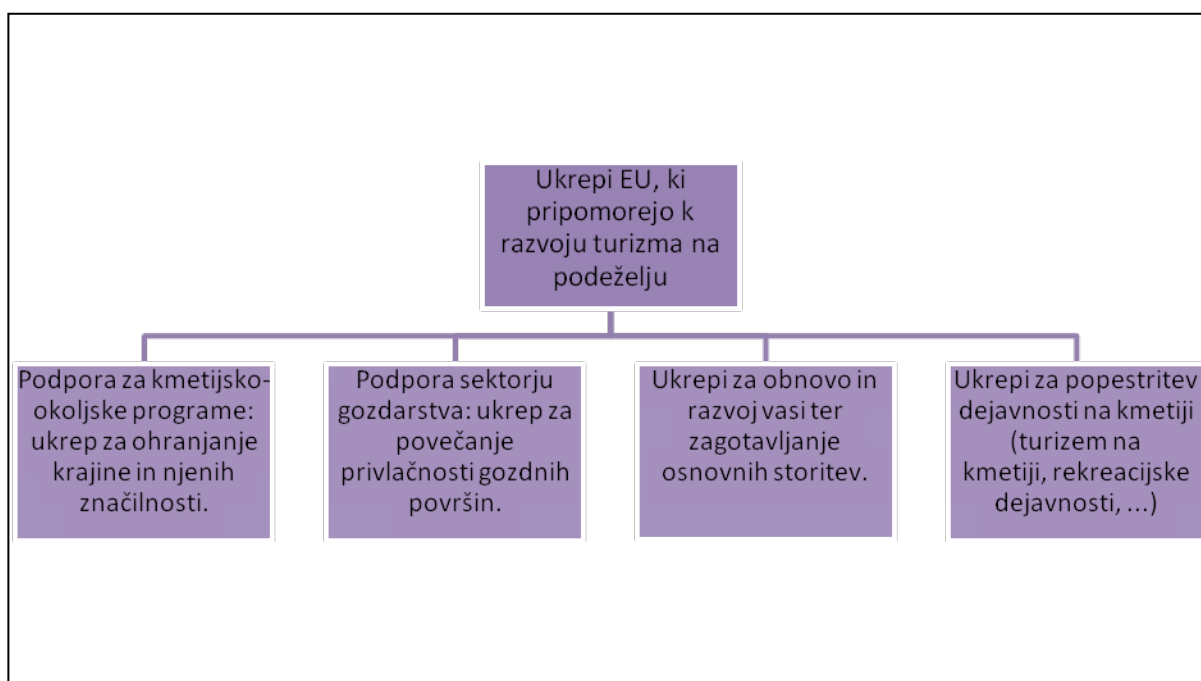 Ukrepi EU, ki
pripomorejo k
razvoju turizma na
podeželju
Podpora za kmetijsko-
okoljske programe:
ukrep za ohranjanje
krajine in njenih
značilnosti.
Podpora sektorju
gozdarstva: ukrep za
povečanje
privlačnosti gozdnih
površin.
Ukrepi za obnovo in
razvoj vasi ter
zagotavljanje
osnovnih storitev.
Ukrepi za popestritev
dejavnosti na kmetiji
(turizem na
kmetiji, rekreacijske
dejavnosti, ...)